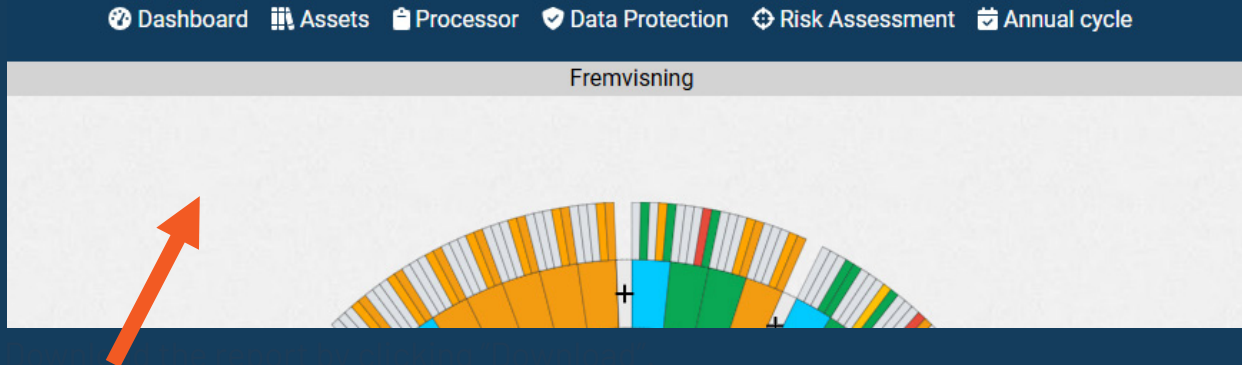 Dashboard Assets Processor Data Protection Risk Assessment Annual cycle
Fremvisning